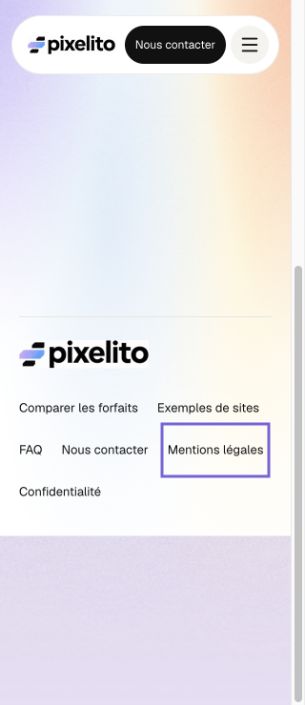 pixelito Nous contacter
pixelito
Comparer les forfaits Exemples de sites
FAQ Nous contacter Mentions légales
Confidentialité